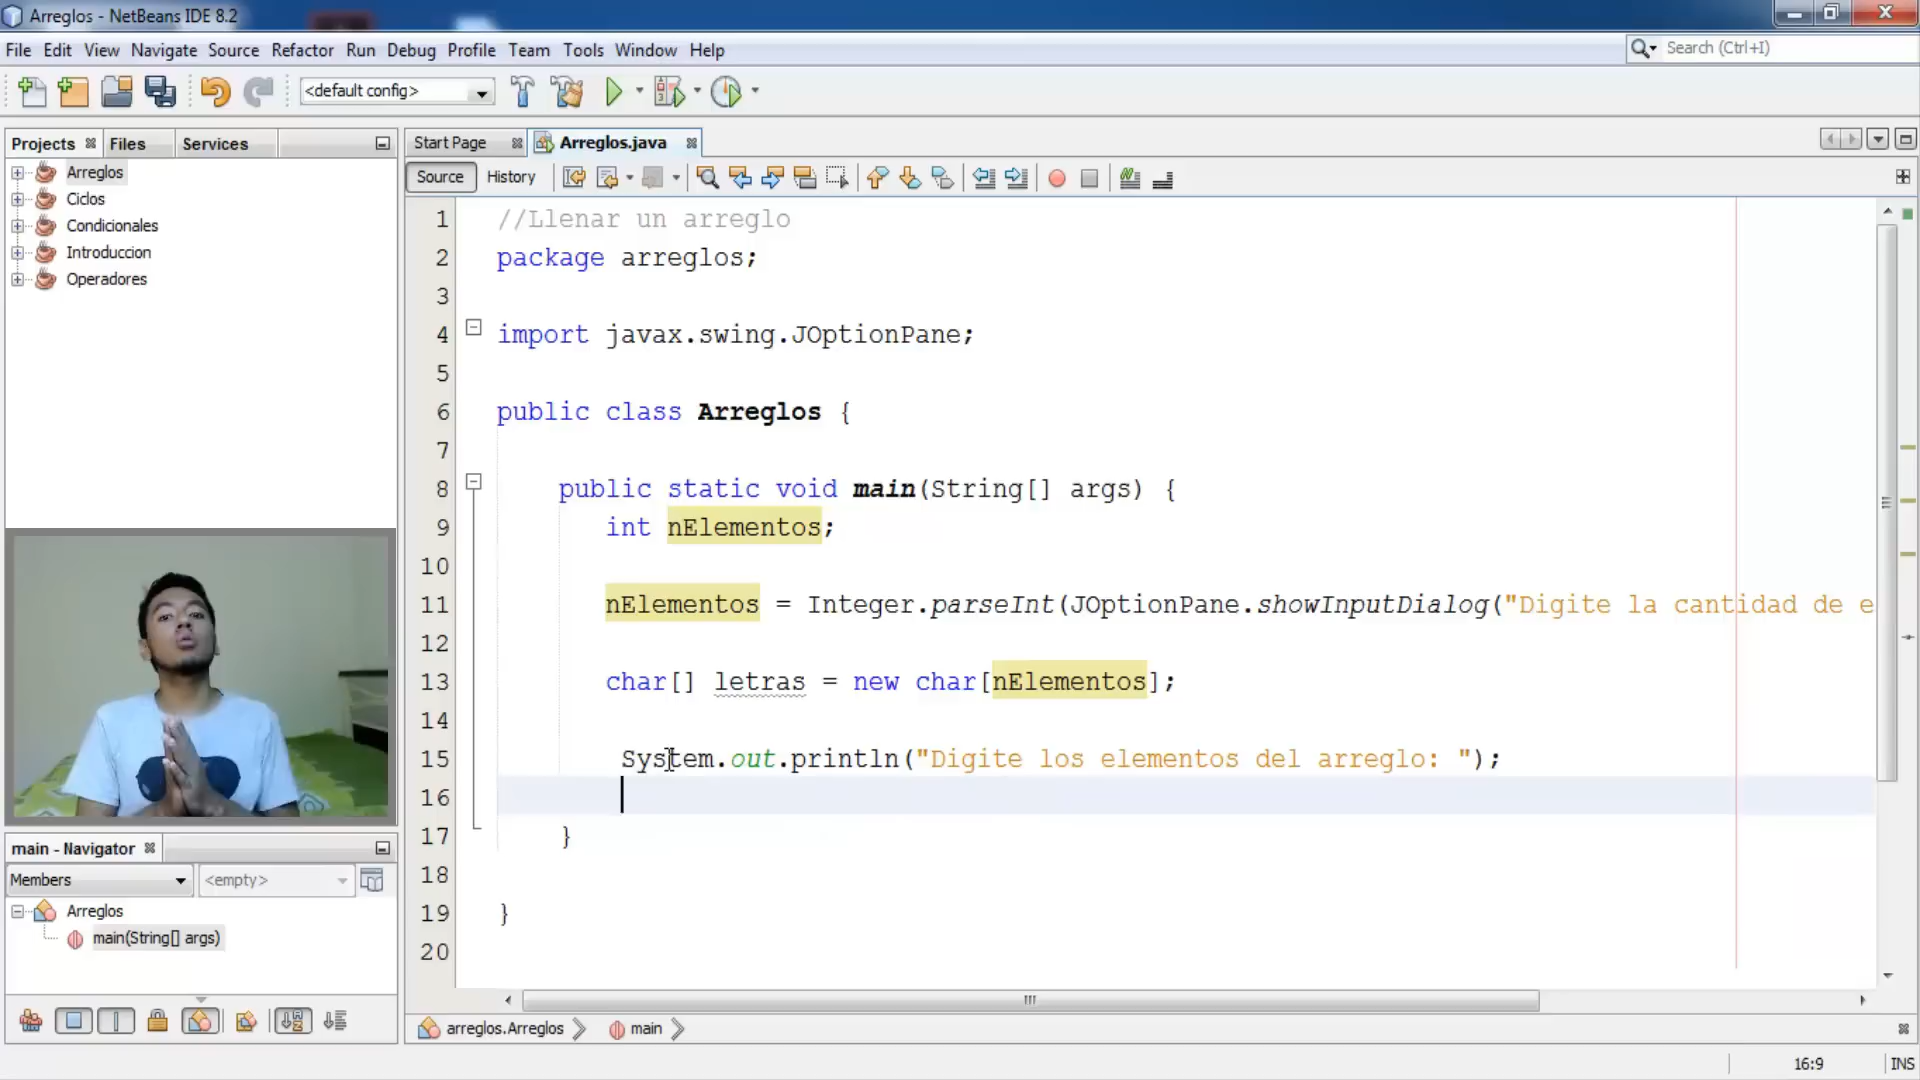 Arreglos - NetBeans IDE 8.2
File Edit View Navigate Source Refactor Run Debug Profile Team Tools Window Help
Search (Ctrl+I)
<default config>
Projects Files Services
Start Page Arreglos.java
Source History
Arreglos
Ciclos
Condicionales
Introduccion
Operadores
1 //Llenar un arreglo
2 package arreglos;
3
4 import javax.swing.JOptionPane;
5
6 public class Arreglos {
7
8 public static void main(String[] args) {
9 int nElementos;
10
11 nElementos = Integer.parseInt(JOptionPane.showInputDialog("Digite la cantidad de e
12
13 char[] letras = new char[nElementos];
14
15 System.out.println("Digite los elementos del arreglo: ");
16
17 }
18
19 }
20
main - Navigator
Members <empty>
Arreglos
main(String[] args)
arreglos.Arreglos main
16:9 INS